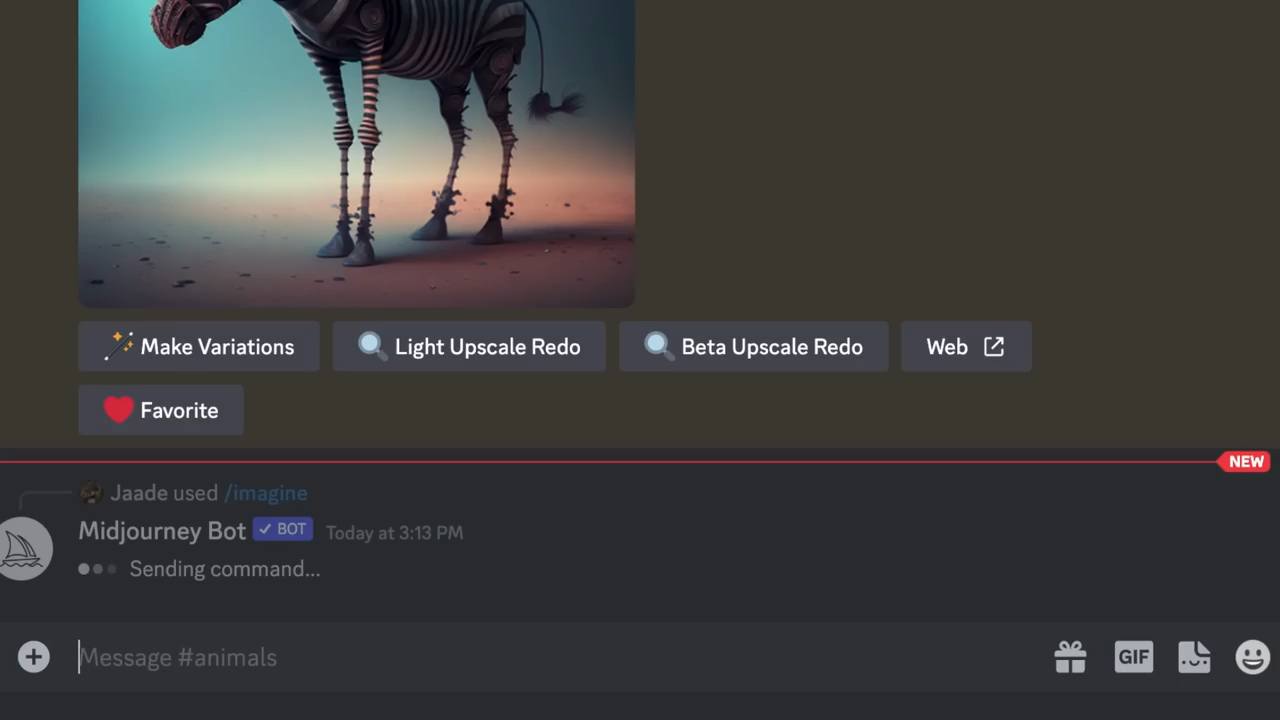 Make Variations Light Upscale Redo Beta Upscale Redo Web
Favorite
NEW
Jaade used /imagine
Midjourney Bot BOT Today at 3:13 PM
Sending command...
Message #animals GIF